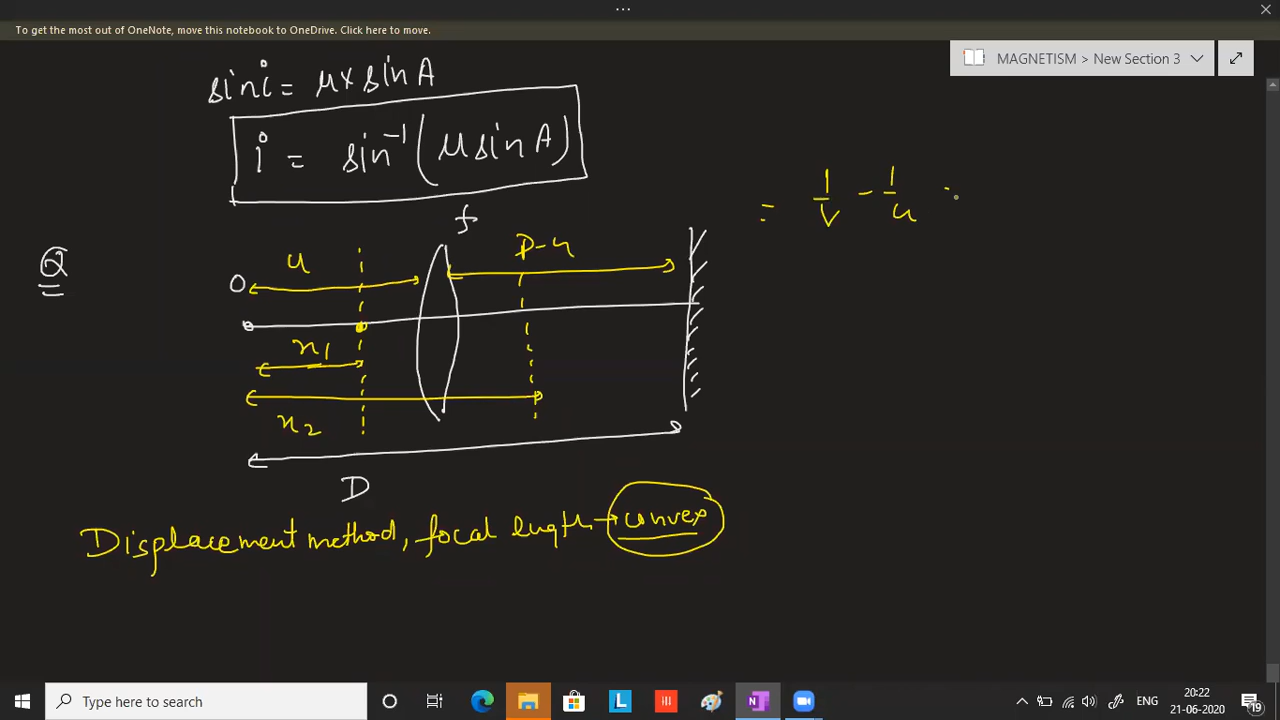 To get the most out of OneNote, move this notebook to OneDrive. Click here to move.
MAGNETISM > New Section 3
sin i = μ x sin A
i = sin⁻¹ (μ sin A)
= 1/v - 1/u =
f
Q
u
D-u
O
x1
x2
D
Displacement method, focal length → convex
Type here to search
L
ENG
20:22
21-06-2020
19